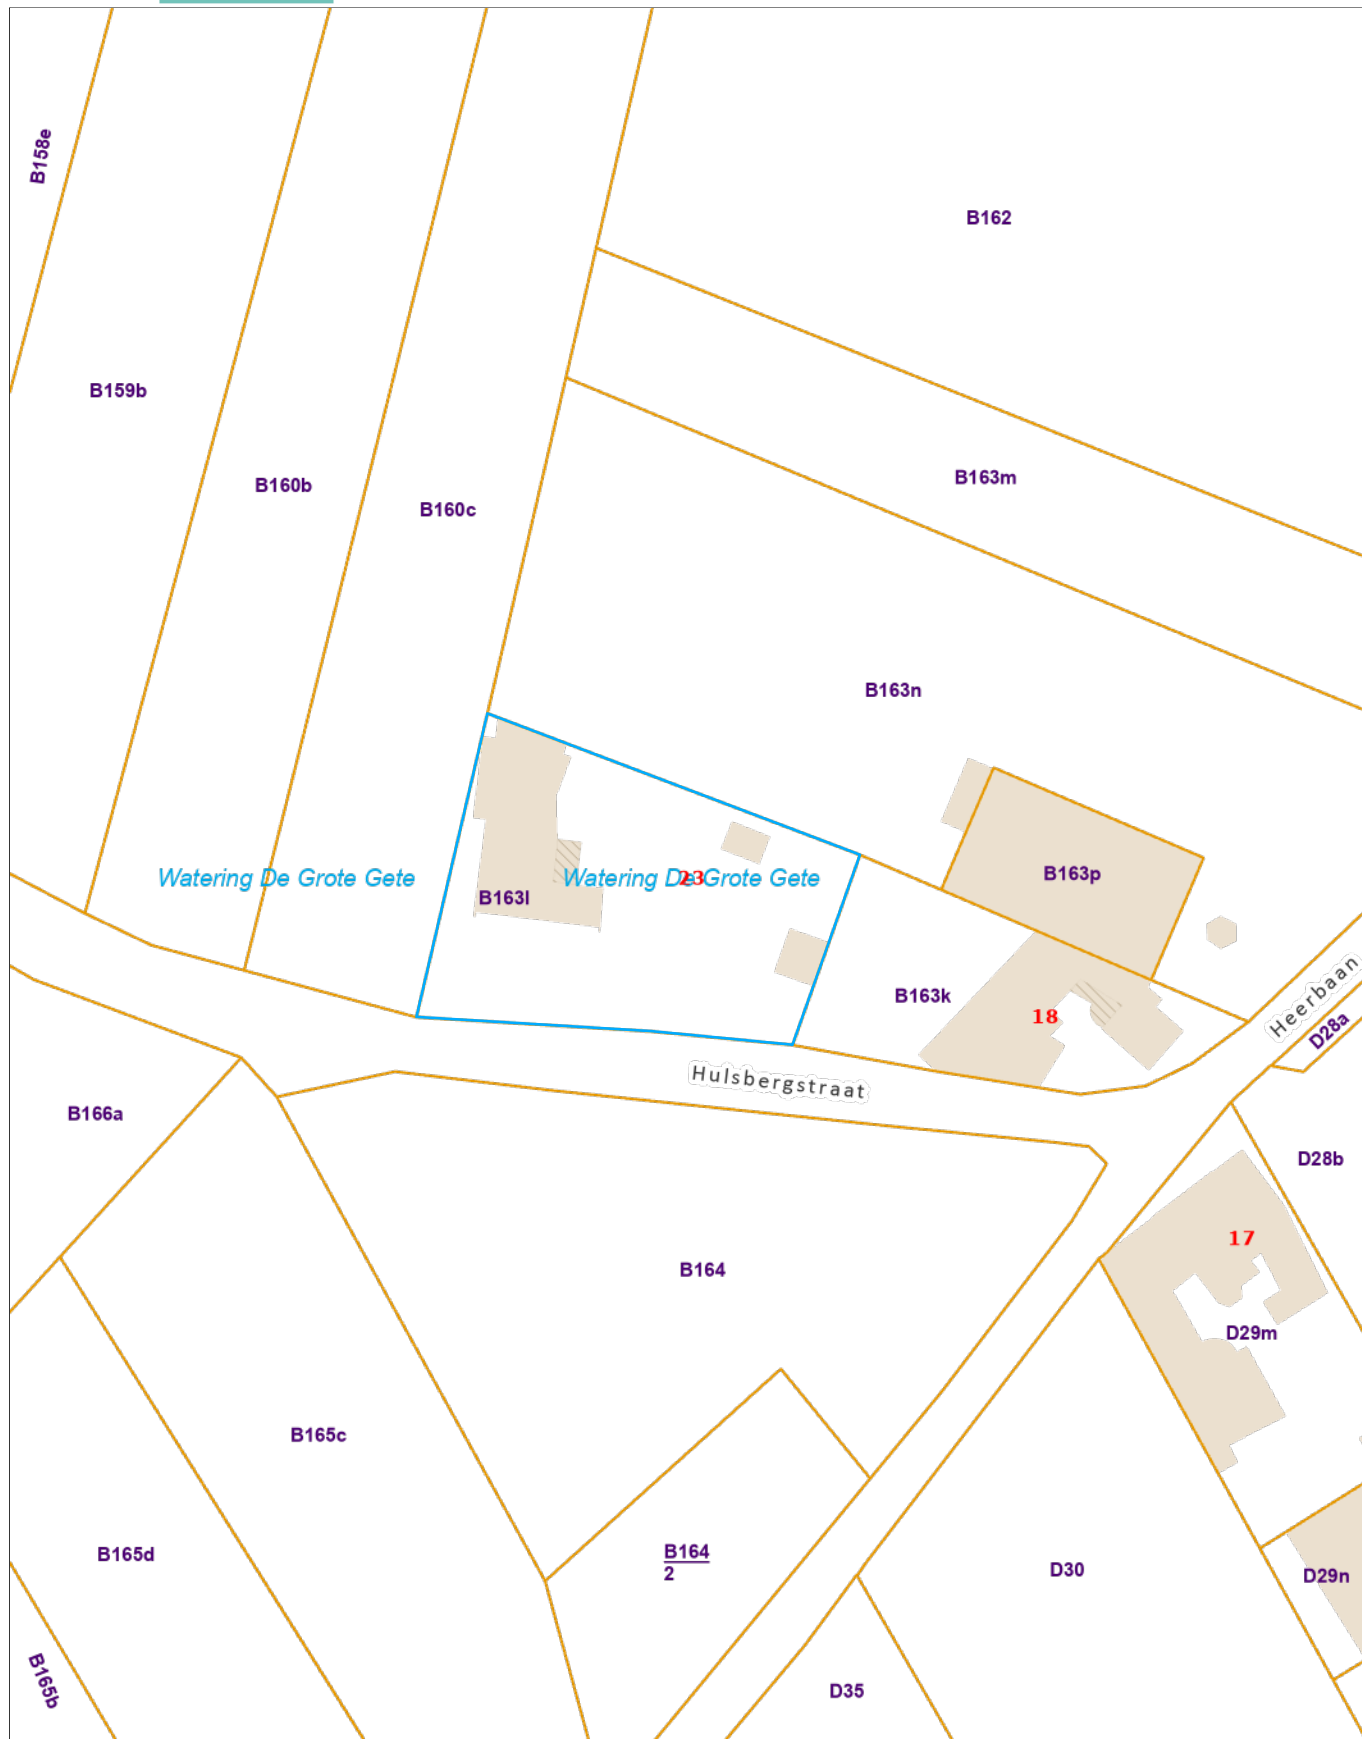 B158e
B162
B159b
B163m
B160b
B160c
B163n
B163p
Watering De Grote Gete
Watering De Grote Gete
23
B163l
B163k
18
Heerbaan
D28a
Hulsbergstraat
B166a
D28b
17
B164
D29m
B165c
B165d
B164
2
D30
D29n
B165b
D35